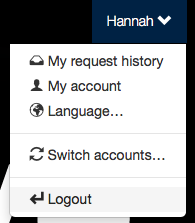 Hannah
My request history
My account
Language...
Switch accounts...
Logout